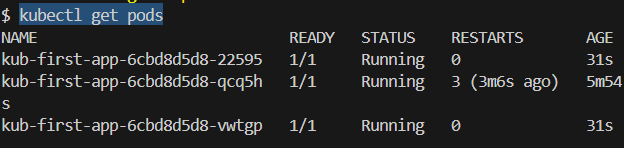 $ kubectl get pods
NAME READY STATUS RESTARTS AGE
kub-first-app-6cbd8d5d8-22595 1/1 Running 0 31s
kub-first-app-6cbd8d5d8-qcq5h 1/1 Running 3 (3m6s ago) 5m54
s
kub-first-app-6cbd8d5d8-vwtgp 1/1 Running 0 31s